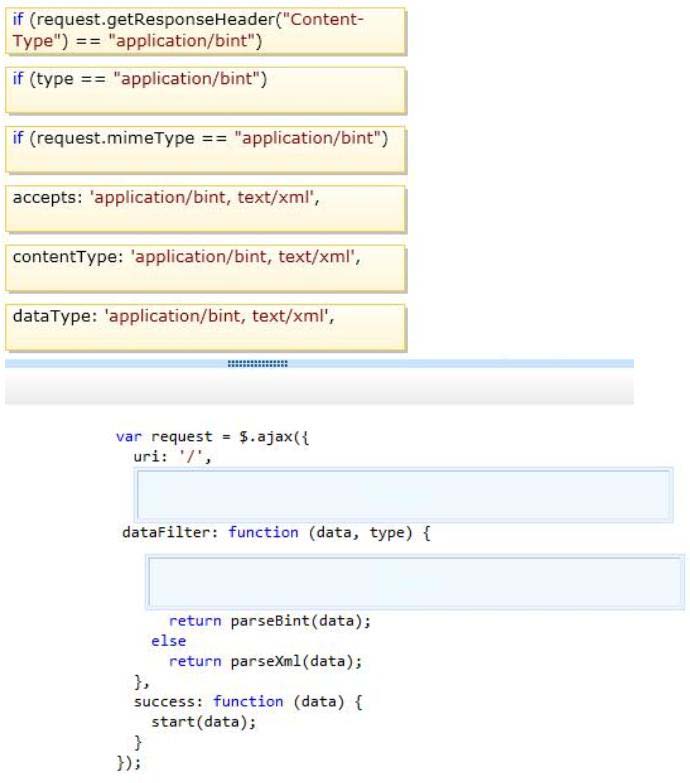 if (request.getResponseHeader("Content-
Type") == "application/bint")
if (type == "application/bint")
if (request.mimeType == "application/bint")
accepts: 'application/bint, text/xml',
contentType: 'application/bint, text/xml',
dataType: 'application/bint, text/xml',
var request = $.ajax({
uri: '/',
dataFilter: function (data, type) {
return parseBint(data);
else
return parseXml(data);
},
success: function (data) {
start(data);
}
});